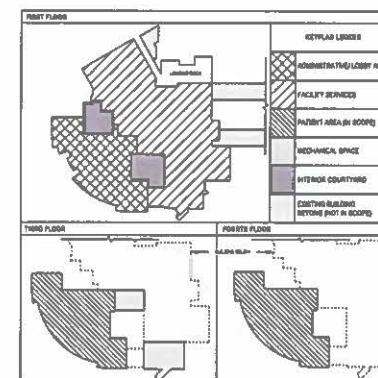 FIRST FLOOR
KEYPLAN LEGEND
ADMINISTRATIVE/ LOBBY A
FACILITY SERVICES
PATIENT AREA (IN SCOPE)
MECHANICAL SPACE
INTERIOR COURTYARD
EXISTING BUILDING
BEYOND (NOT IN SCOPE)
THIRD FLOOR
FOURTH FLOOR